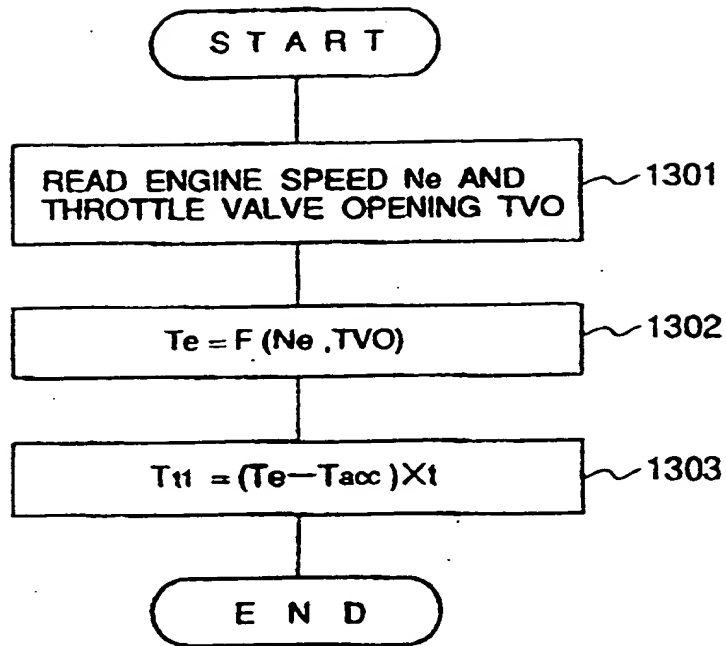 START
READ ENGINE SPEED Ne AND
THROTTLE VALVE OPENING TVO
1301
Te = F (Ne , TVO)
1302
Tt1 = (Te－Tacc)×t
1303
END